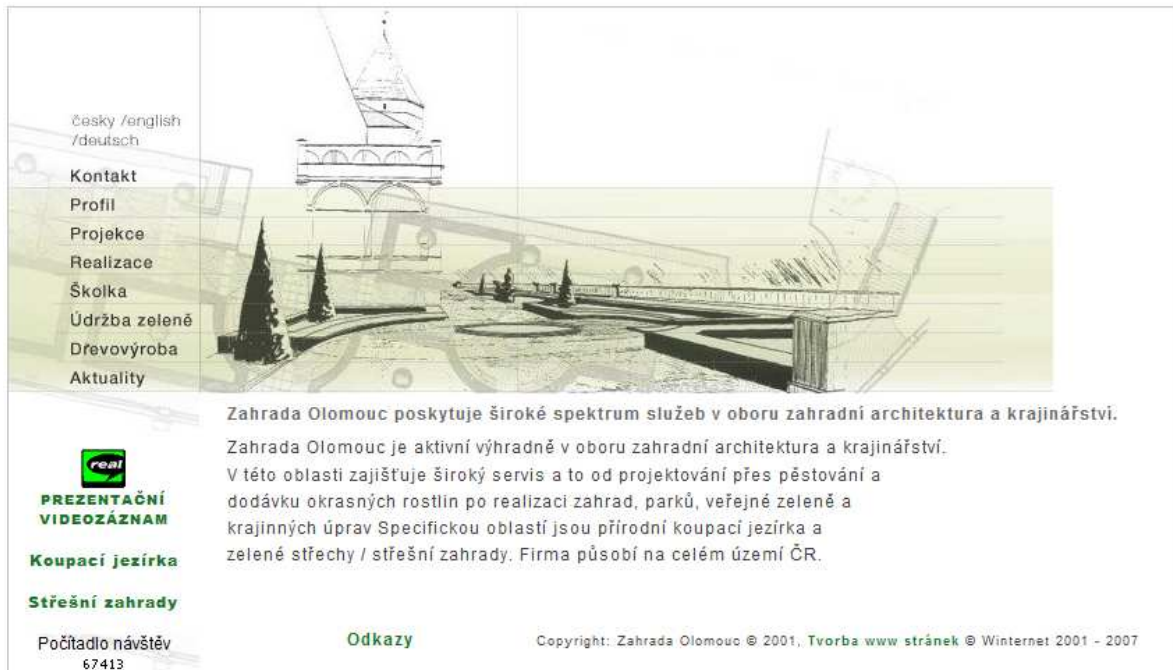 česky /english
/deutsch
Kontakt
Profil
Projekce
Realizace
Školka
Údržba zeleně
Dřevovýroba
Aktuality
real
PREZENTAČNÍ
VIDEOZÁZNAM
Koupací jezírka
Střešní zahrady
Počítadlo návštěv
67413
Zahrada Olomouc poskytuje široké spektrum služeb v oboru zahradní architektura a krajinářství.
Zahrada Olomouc je aktivní výhradně v oboru zahradní architektura a krajinářství.
V této oblasti zajišťuje široký servis a to od projektování přes pěstování a
dodávku okrasných rostlin po realizaci zahrad, parků, veřejné zeleně a
krajinných úprav Specifickou oblastí jsou přírodní koupací jezírka a
zelené střechy / střešní zahrady. Firma působí na celém území ČR.
Odkazy
Copyright: Zahrada Olomouc © 2001, Tvorba www stránek © Winternet 2001 - 2007